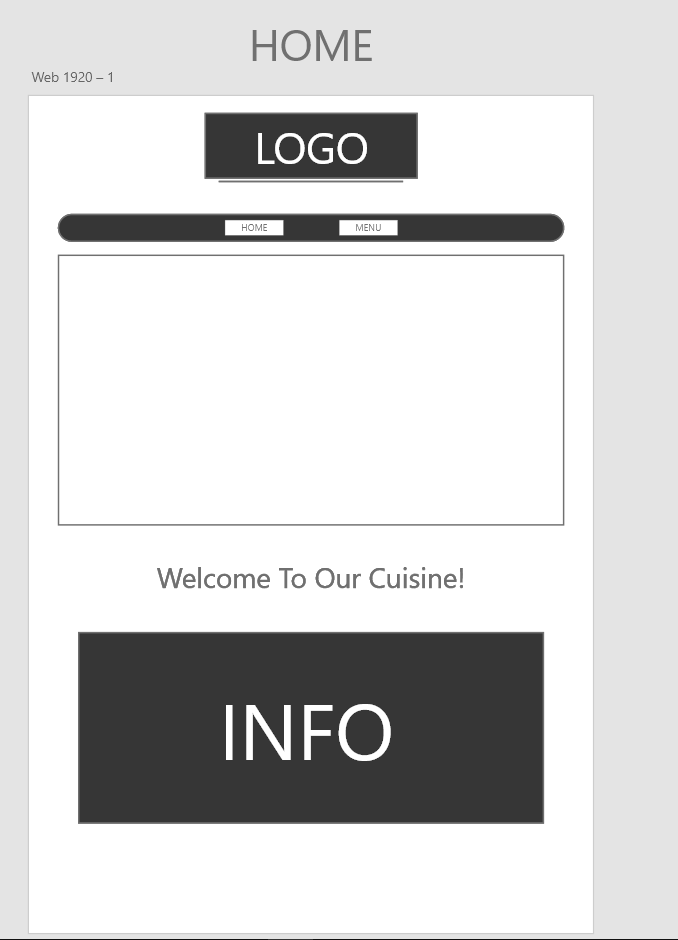 HOME
Web 1920 – 1
LOGO
HOME MENU
Welcome To Our Cuisine!
INFO